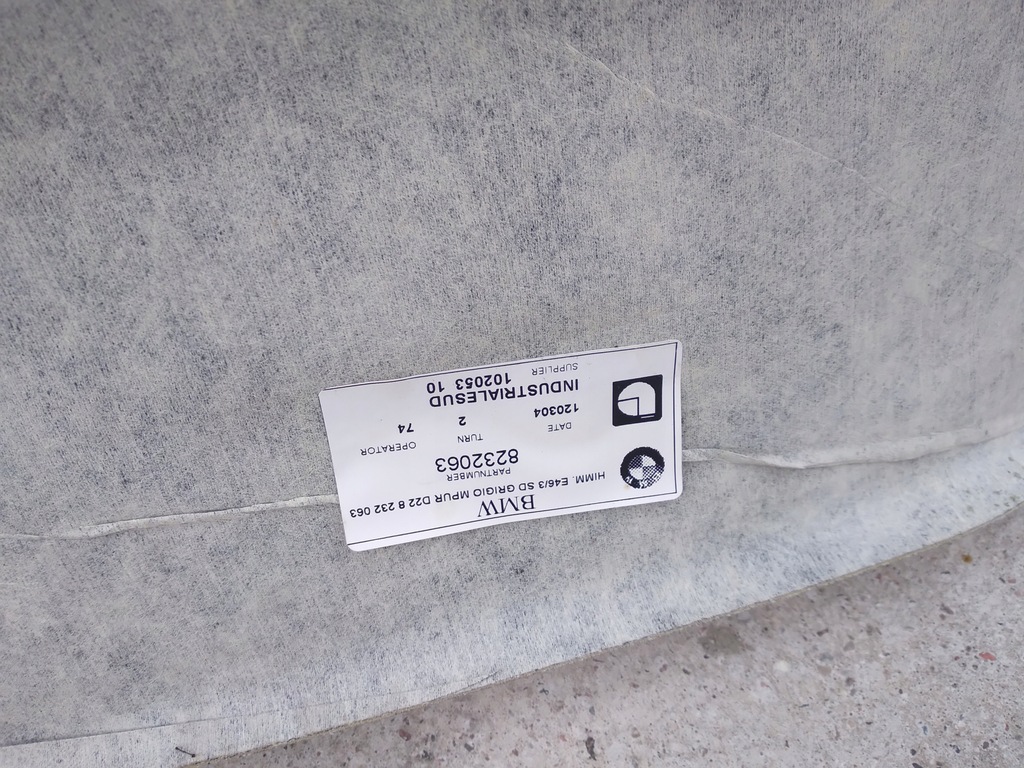 BMW
HIMM. E46/3 SD GRIGIO MPUR D22 8 232 063
PARTNUMBER
8232063
DATE TURN OPERATOR
120304 2 74
INDUSTRIALESUD
SUPPLIER 102053 10